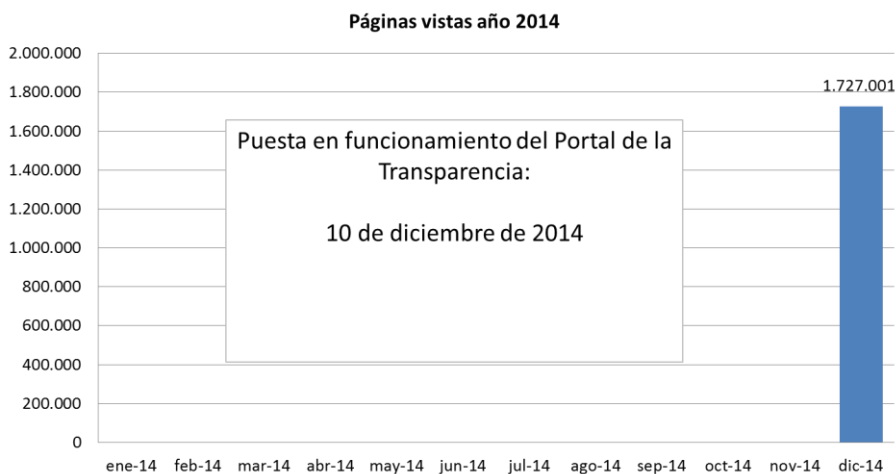 Páginas vistas año 2014
2.000.000
1.800.000
1.727.001
1.600.000
Puesta en funcionamiento del Portal de la
Transparencia:
1.400.000
1.200.000
10 de diciembre de 2014
1.000.000
800.000
600.000
400.000
200.000
0
ene-14 feb-14 mar-14 abr-14 may-14 jun-14 jul-14 ago-14 sep-14 oct-14 nov-14 dic-14